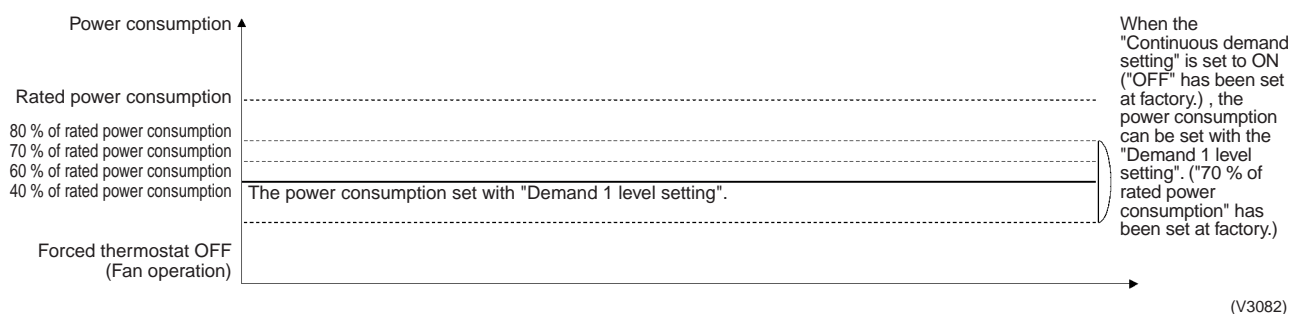 Power consumption
Rated power consumption
80 % of rated power consumption
70 % of rated power consumption
60 % of rated power consumption
40 % of rated power consumption
The power consumption set with "Demand 1 level setting".
Forced thermostat OFF
(Fan operation)
When the
"Continuous demand
setting" is set to ON
("OFF" has been set
at factory.) , the
power consumption
can be set with the
"Demand 1 level
setting". ("70 % of
rated power
consumption" has
been set at factory.)
(V3082)